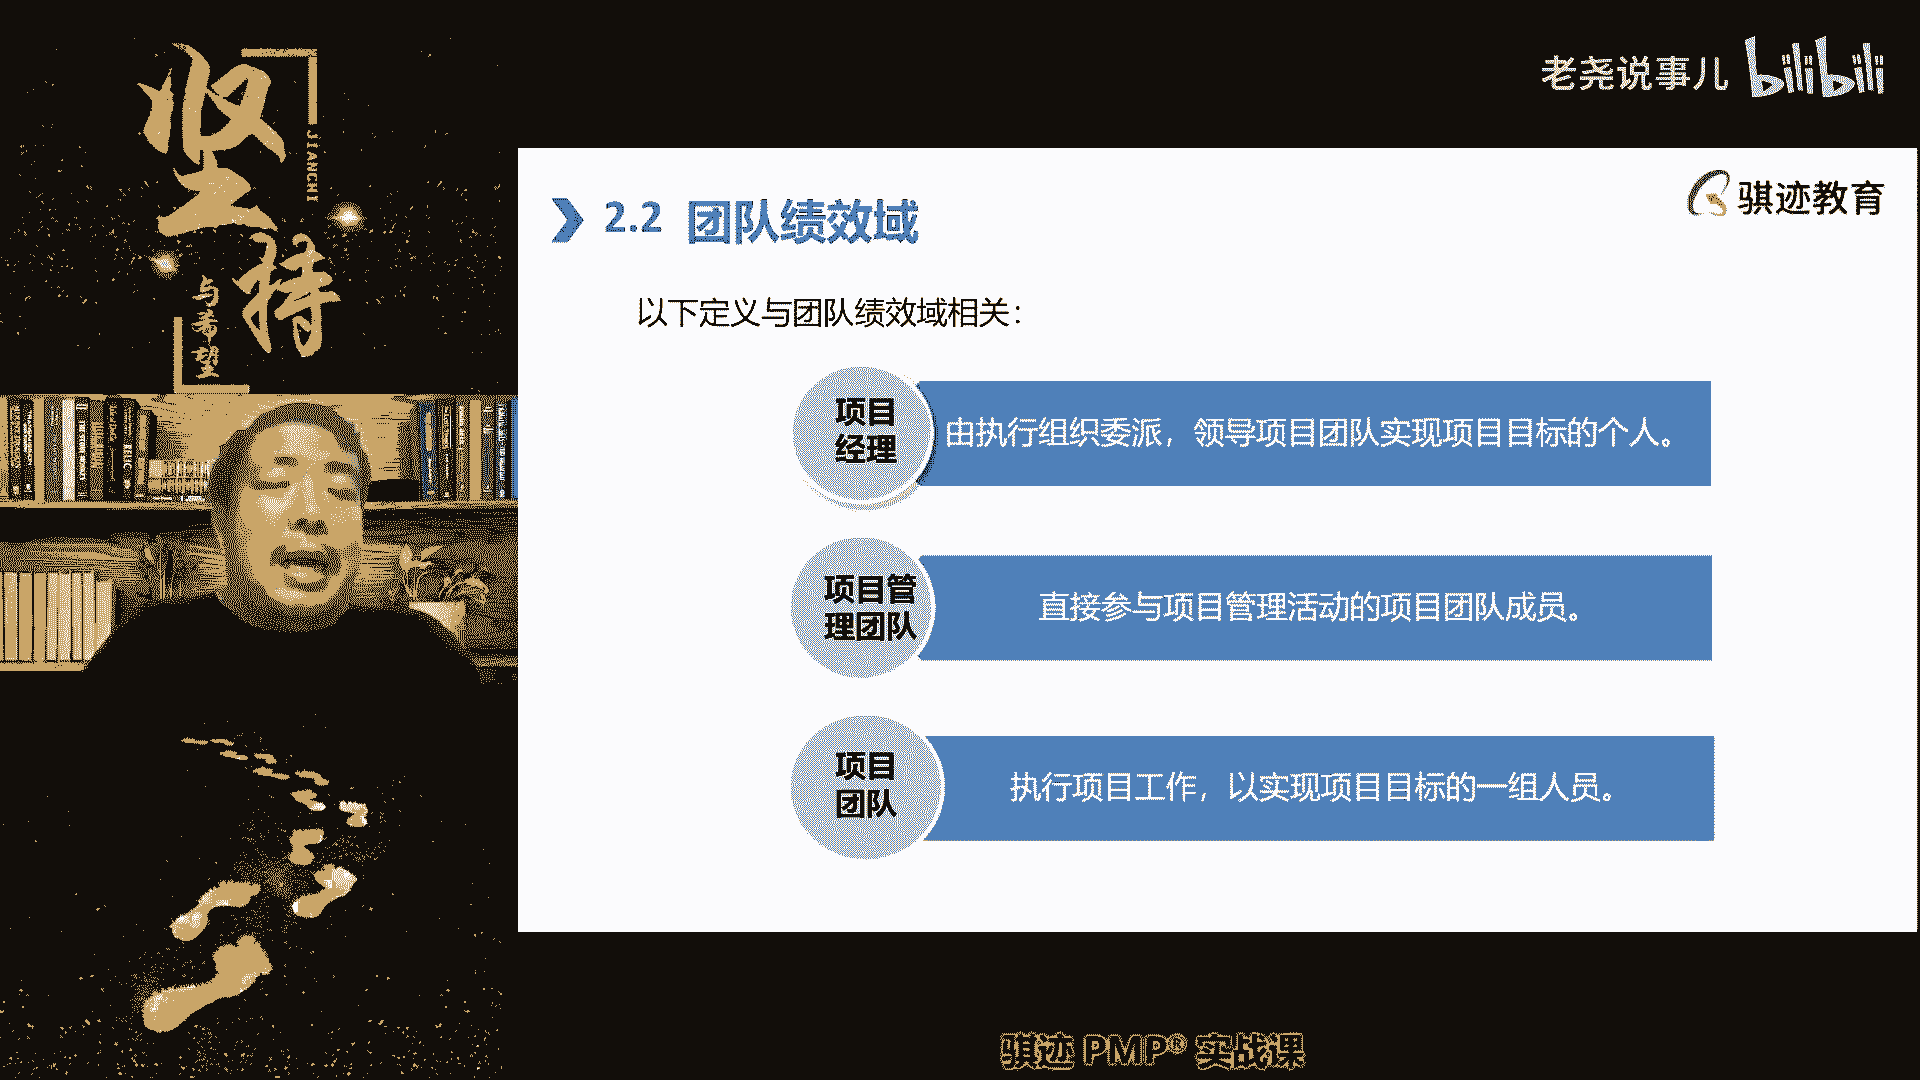 坚持
JIANCHI
与希望
老尧说事儿 bilibili
骐迹教育
2.2 团队绩效域
以下定义与团队绩效域相关：
项目
经理
由执行组织委派，领导项目团队实现项目目标的个人。
项目管
理团队
直接参与项目管理活动的项目团队成员。
项目
团队
执行项目工作，以实现项目目标的一组人员。
骐迹 PMP® 实战课